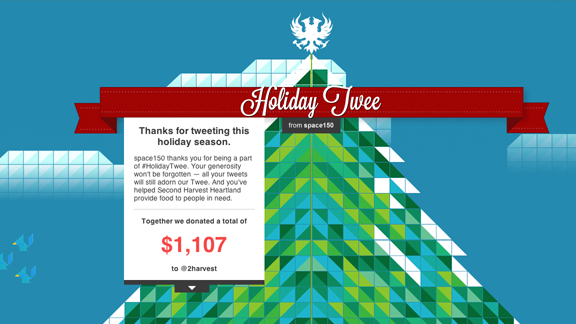 Holiday Twee
from space150
Thanks for tweeting this
holiday season.
space150 thanks you for being a part
of #HolidayTwee. Your generosity
won't be forgotten — all your tweets
will still adorn our Twee. And you've
helped Second Harvest Heartland
provide food to people in need.
Together we donated a total of
$1,107
to @2harvest